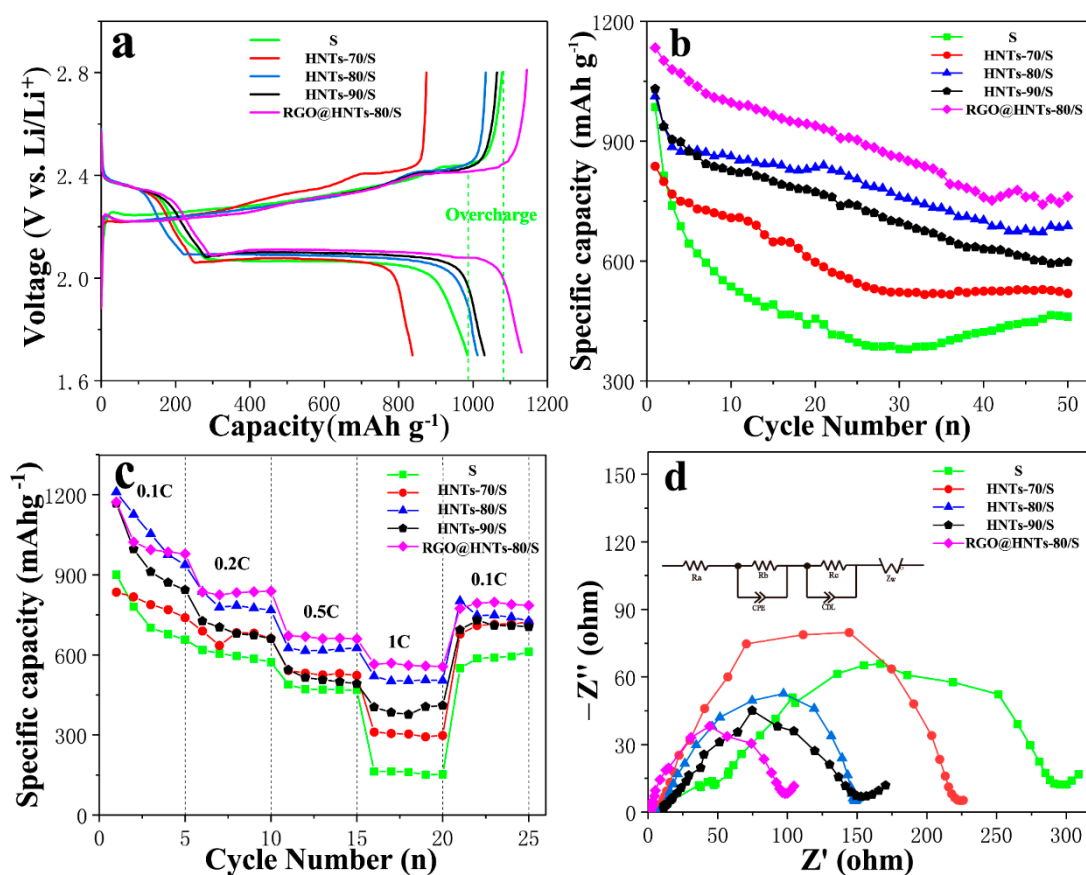 a
S
HNTs-70/S
HNTs-80/S
HNTs-90/S
RGO@HNTs-80/S
Overcharge
Voltage (V vs. Li/Li⁺)
2.8
2.4
2.0
1.6
0 200 400 600 800 1000 1200
Capacity(mAh g⁻¹)
b
S
HNTs-70/S
HNTs-80/S
HNTs-90/S
RGO@HNTs-80/S
Specific capacity (mAh g⁻¹)
1200
900
600
300
0 10 20 30 40 50
Cycle Number (n)
c
S
HNTs-70/S
HNTs-80/S
HNTs-90/S
RGO@HNTs-80/S
0.1C
0.2C
0.5C
1C
0.1C
Specific capacity (mAhg⁻¹)
1200
900
600
300
0
0 5 10 15 20 25
Cycle Number (n)
d
S
HNTs-70/S
HNTs-80/S
HNTs-90/S
RGO@HNTs-80/S
Ra Rb Rc Zw
CPE CDL
−Z'' (ohm)
150
120
90
60
30
0
0 50 100 150 200 250 300
Z' (ohm)